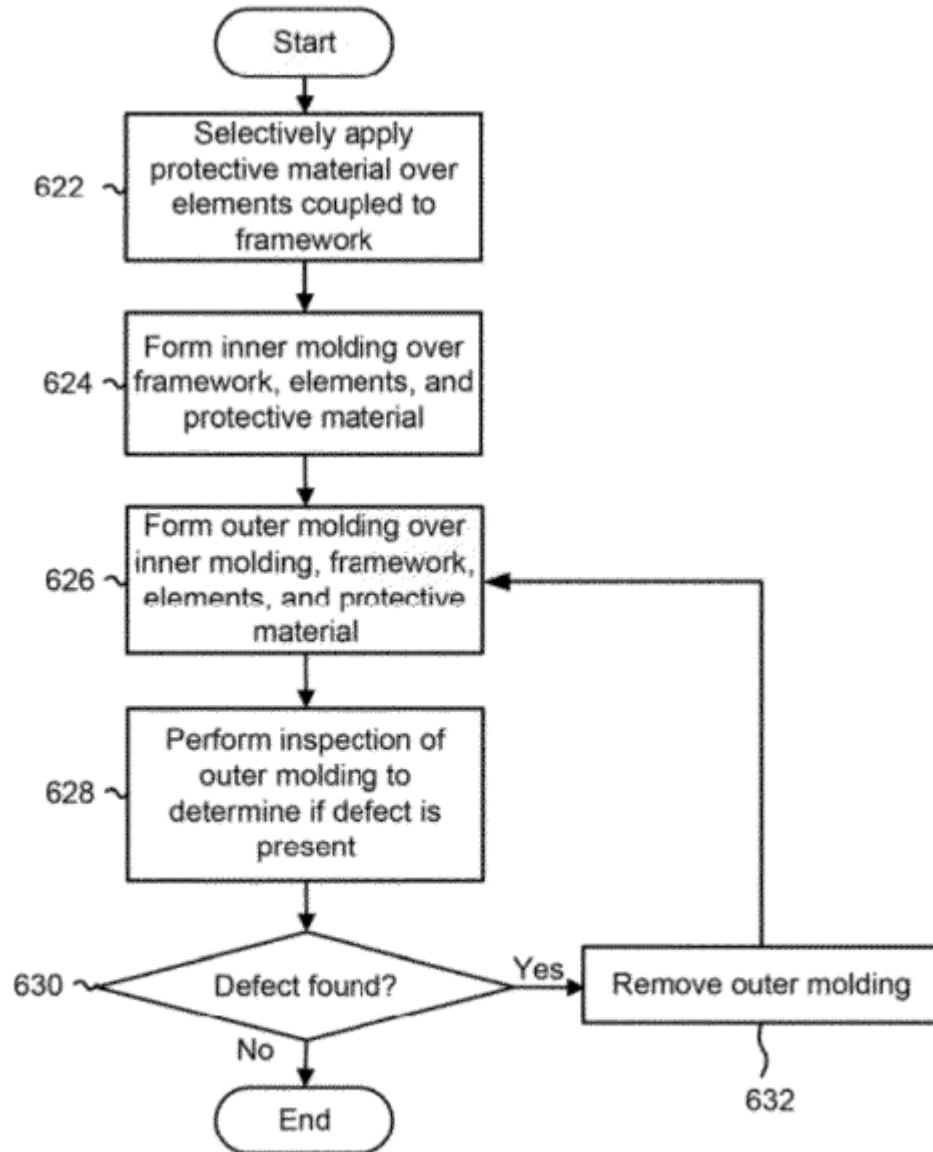 Start
Selectively apply
protective material over
elements coupled to
framework
622
Form inner molding over
framework, elements, and
protective material
624
Form outer molding over
inner molding, framework,
elements, and protective
material
626
Perform inspection of
outer molding to
determine if defect is
present
628
Defect found?
630
Yes
Remove outer molding
632
No
End